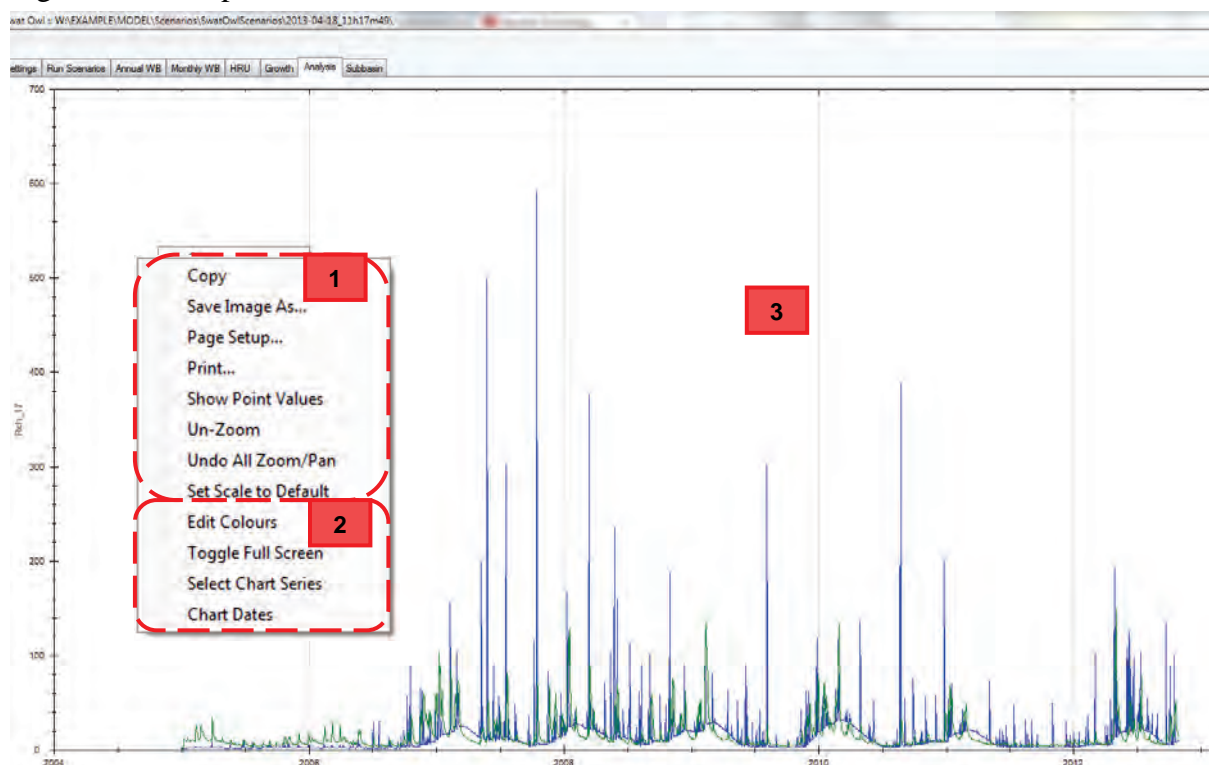 wat Owl :: W:\EXAMPLE\MODEL\Scenarios\SwatOwlScenarios\2013-04-18_11h17m49\
ettings Run Scenarios Annual WB Monthly WB HRU Growth Analysis Subbasin
700
600
500
400
300
200
100
0
Rch_17
2004 2006 2008 2010 2012
Copy
Save Image As...
Page Setup...
Print...
Show Point Values
Un-Zoom
Undo All Zoom/Pan
Set Scale to Default
Edit Colours
Toggle Full Screen
Select Chart Series
Chart Dates
1
2
3